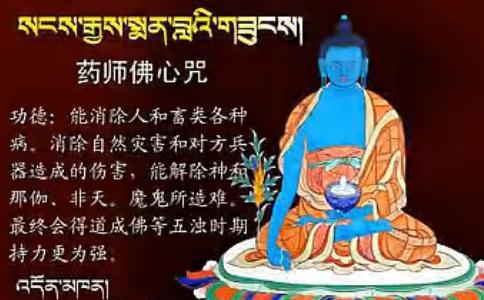 སངས་རྒྱས་སྨན་བླའི་གཟུངས།
药师佛心咒
功德：能消除人和畜类各种
病。消除自然灾害和对方兵
器造成的伤害，能解除神和
那伽、非天。魔鬼所造难。
最终会得道成佛等五浊时期
持力更为强。
འདོན་མཁན།